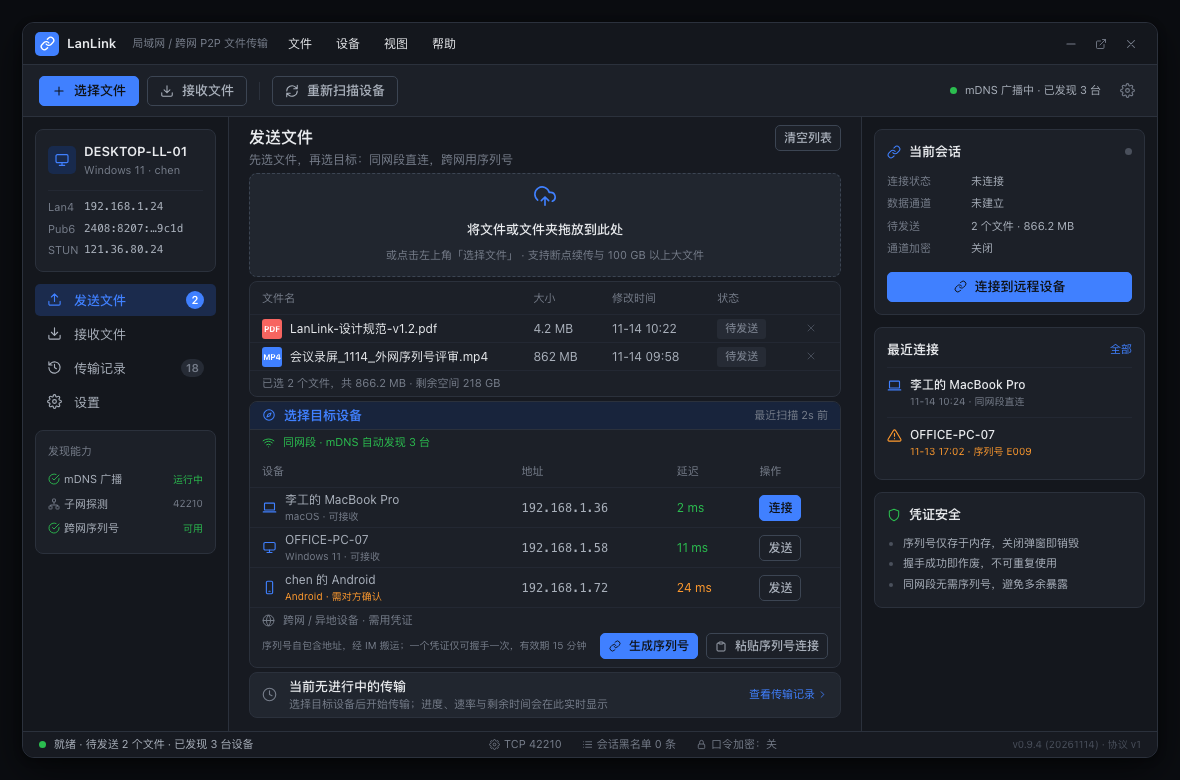 LanLink 局域网 / 跨网 P2P 文件传输 文件 设备 视图 帮助
选择文件 接收文件 重新扫描设备 mDNS 广播中 · 已发现 3 台
DESKTOP-LL-01
Windows 11 · chen
Lan4 192.168.1.24
Pub6 2408:8207:…9c1d
STUN 121.36.80.24
发送文件 2
接收文件
传输记录 18
设置
发现能力
mDNS 广播 运行中
子网探测 42210
跨网序列号 可用
发送文件 清空列表
先选文件，再选目标：同网段直连，跨网用序列号
将文件或文件夹拖放到此处
或点击左上角「选择文件」 · 支持断点续传与 100 GB 以上大文件
文件名 大小 修改时间 状态
PDF LanLink-设计规范-v1.2.pdf 4.2 MB 11-14 10:22 待发送
MP4 会议录屏_1114_外网序列号评审.mp4 862 MB 11-14 09:58 待发送
已选 2 个文件，共 866.2 MB · 剩余空间 218 GB
选择目标设备 最近扫描 2s 前
同网段 · mDNS 自动发现 3 台
设备 地址 延迟 操作
李工的 MacBook Pro 192.168.1.36 2 ms 连接
macOS · 可接收
OFFICE-PC-07 192.168.1.58 11 ms 发送
Windows 11 · 可接收
chen 的 Android 192.168.1.72 24 ms 发送
Android · 需对方确认
跨网 / 异地设备 · 需用凭证
序列号自包含地址，经 IM 搬运；一个凭证仅可握手一次，有效期 15 分钟 生成序列号 粘贴序列号连接
当前无进行中的传输
选择目标设备后开始传输；进度、速率与剩余时间会在此实时显示 查看传输记录
当前会话
连接状态 未连接
数据通道 未建立
待发送 2 个文件 · 866.2 MB
通道加密 关闭
连接到远程设备
最近连接 全部
李工的 MacBook Pro
11-14 10:24 · 同网段直连
OFFICE-PC-07
11-13 17:02 · 序列号 E009
凭证安全
序列号仅存于内存，关闭弹窗即销毁
握手成功即作废，不可重复使用
同网段无需序列号，避免多余暴露
就绪 · 待发送 2 个文件 · 已发现 3 台设备 TCP 42210 会话黑名单 0 条 口令加密：关 v0.9.4 (20261114) · 协议 v1